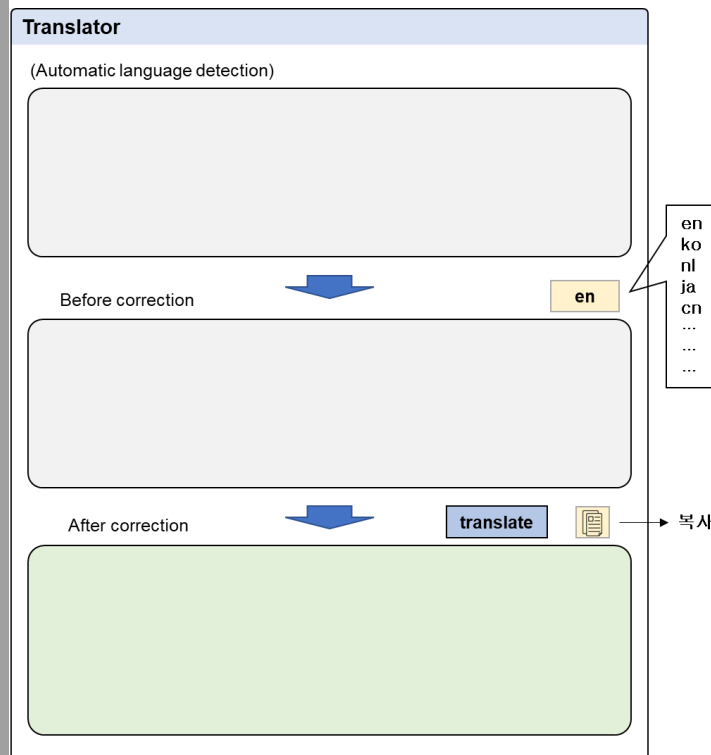 Translator
(Automatic language detection)
Before correction
en
en
ko
nl
ja
cn
...
...
...
After correction
translate
복사